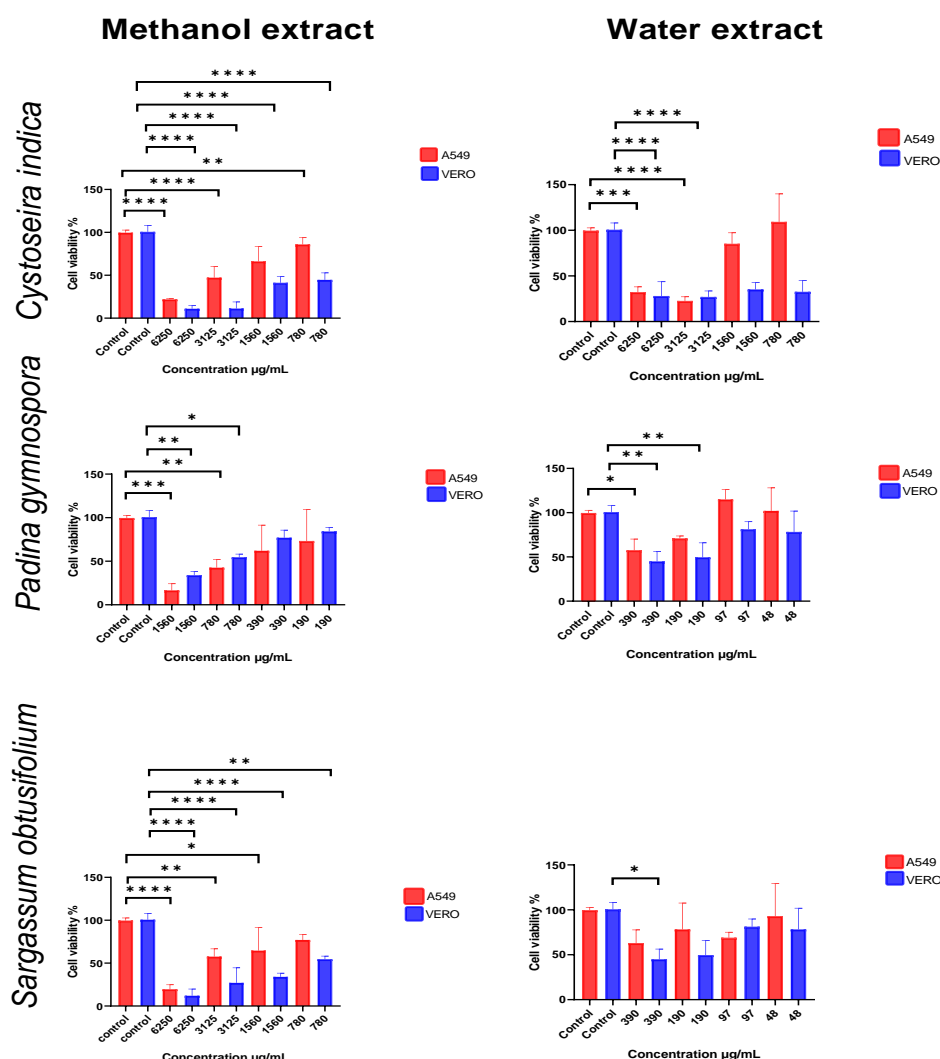 Methanol extract
Water extract
Cystoseira indica
****
****
****
****
**
****
****
A549
VERO
Cell viability %
150
100
50
0
Control
Control
6250
6250
3125
3125
1560
1560
780
780
Concentration µg/mL
****
****
****
***
A549
VERO
Cell viability %
150
100
50
0
Control
Control
6250
6250
3125
3125
1560
1560
780
780
Concentration µg/mL
Padina gymnospora
*
**
**
***
A549
VERO
Cell viability %
150
100
50
0
Control
Control
1560
1560
780
780
390
390
190
190
Concentration µg/mL
**
**
*
A549
VERO
Cell viability %
150
100
50
0
Control
Control
390
390
190
190
97
97
48
48
Concentration µg/mL
Sargassum obtusifolium
**
****
****
****
*
**
****
A549
VERO
Cell viability %
150
100
50
0
control
control
6250
6250
3125
3125
1560
1560
780
780
Concentration µg/mL
*
A549
VERO
Cell viability %
150
100
50
0
Control
Control
390
390
190
190
97
97
48
48
Concentration µg/mL